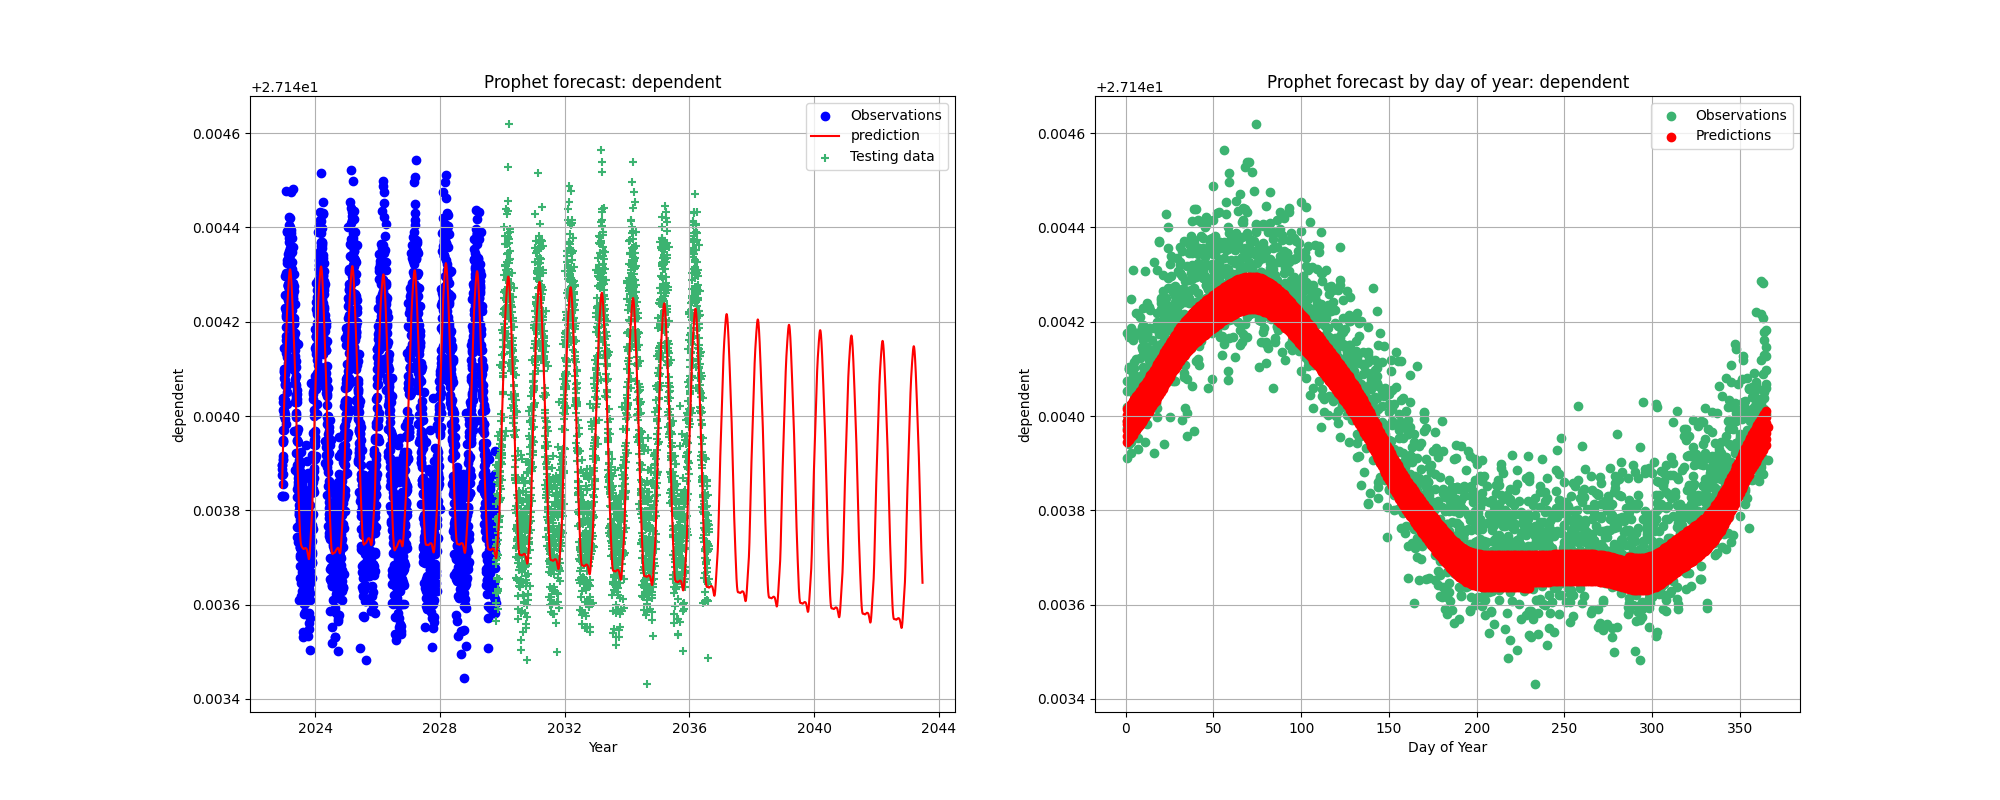 Prophet forecast: dependent
+2.714e1
0.0046
0.0044
0.0042
0.0040
0.0038
0.0036
0.0034
dependent
2024 2028 2032 2036 2040 2044
Year
Observations
prediction
Testing data
Prophet forecast by day of year: dependent
+2.714e1
0.0046
0.0044
0.0042
0.0040
0.0038
0.0036
0.0034
dependent
0 50 100 150 200 250 300 350
Day of Year
Observations
Predictions